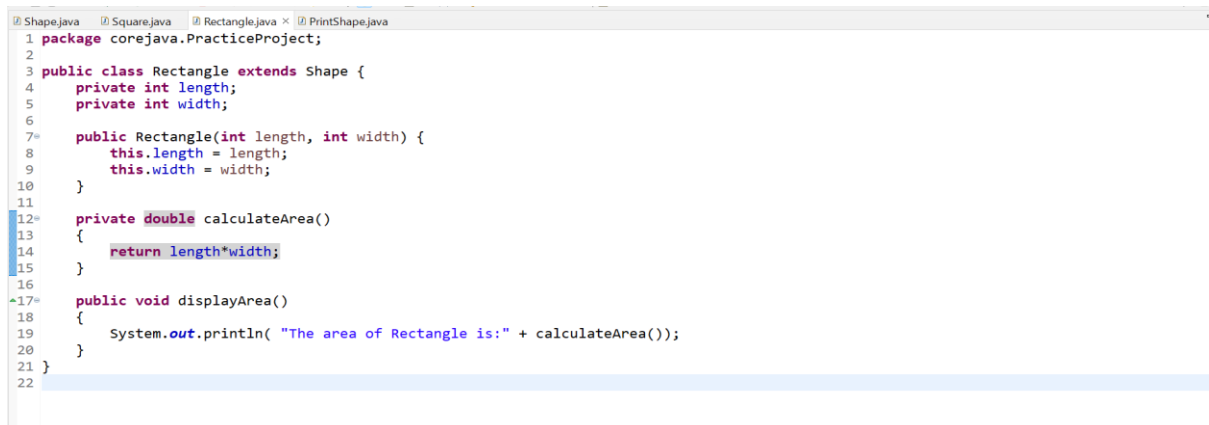 Shape.java Square.java Rectangle.java × PrintShape.java
1 package corejava.PracticeProject;
2
3 public class Rectangle extends Shape {
4     private int length;
5     private int width;
6
7     public Rectangle(int length, int width) {
8         this.length = length;
9         this.width = width;
10     }
11
12     private double calculateArea()
13     {
14         return length*width;
15     }
16
17     public void displayArea()
18     {
19         System.out.println( "The area of Rectangle is:" + calculateArea());
20     }
21 }
22